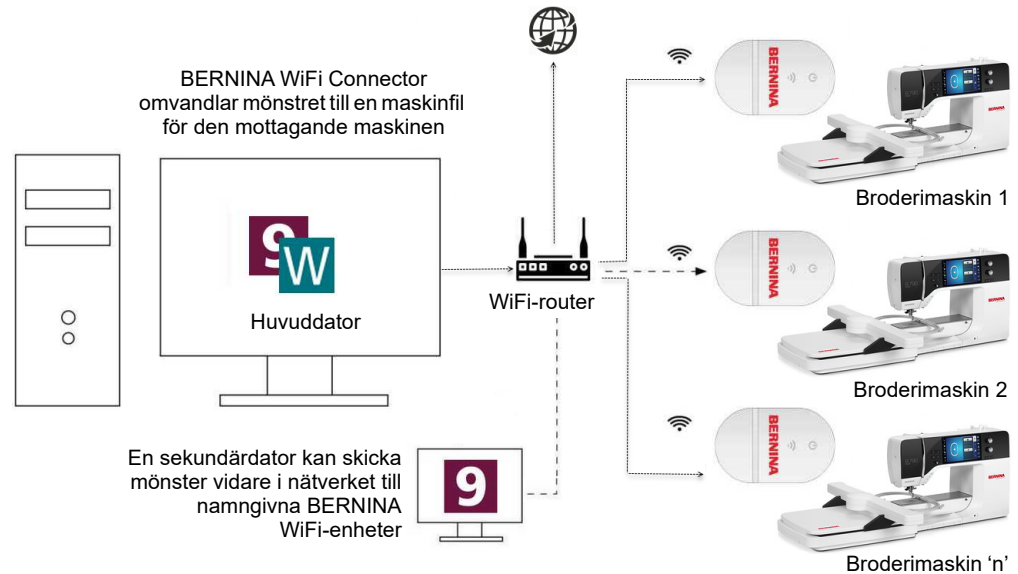 BERNINA WiFi Connector
omvandlar mönstret till en maskinfil
för den mottagande maskinen
9
W
Huvuddator
WiFi-router
BERNINA
Broderimaskin 1
BERNINA
Broderimaskin 2
BERNINA
Broderimaskin ‘n’
En sekundärdator kan skicka
mönster vidare i nätverket till
namngivna BERNINA
WiFi-enheter
9